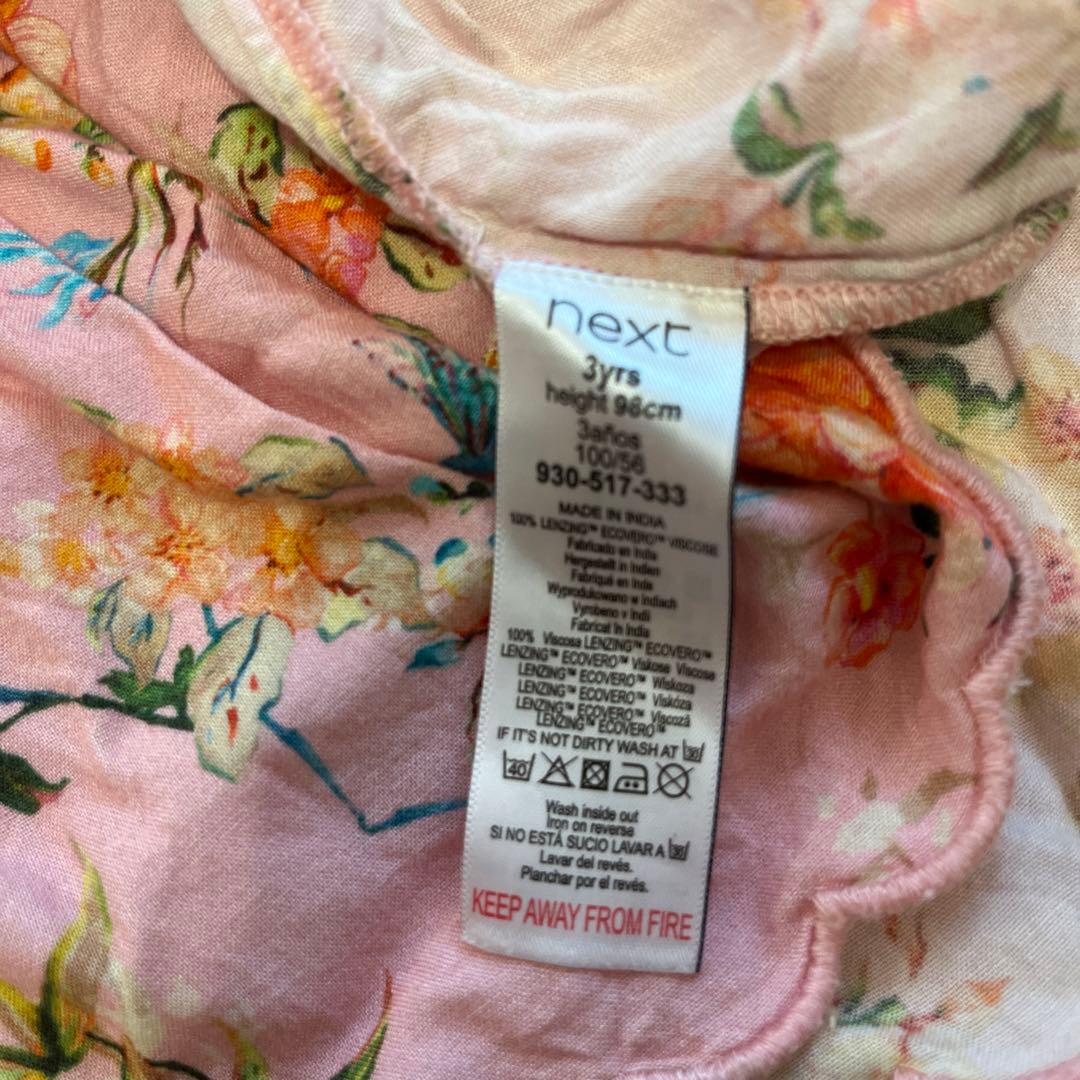 next
3yrs
height 98cm
3años
100/56
930-517-333
MADE IN INDIA
100% LENZING™ ECOVERO™ VISCOSE
Fabricado en India
Hergestellt in Indien
Fabriqué en Inde
Wyprodukowano w Indiach
Vyrobeno v Indii
Fabricat în India
100% Viscosa LENZING™ ECOVERO™
LENZING™ ECOVERO™ Viskose Viscose
LENZING™ ECOVERO™ Wiskoza
LENZING™ ECOVERO™ Viskóza
LENZING™ ECOVERO™ Viscoză
LENZING™ ECOVERO™
IF IT'S NOT DIRTY WASH AT 30
40
Wash inside out
Iron on reverse
SI NO ESTÁ SUCIO LAVAR A 30
Lavar del revés.
Planchar por el revés.
KEEP AWAY FROM FIRE